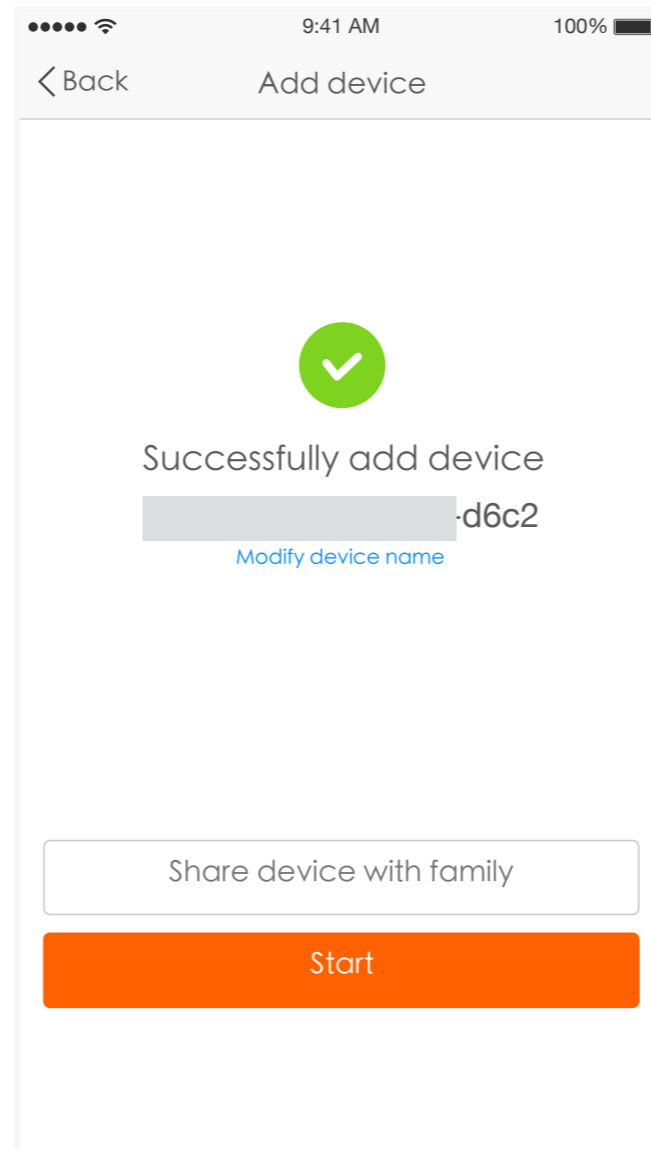 9:41 AM 100%
Back Add device
Successfully add device
-d6c2
Modify device name
Share device with family
Start